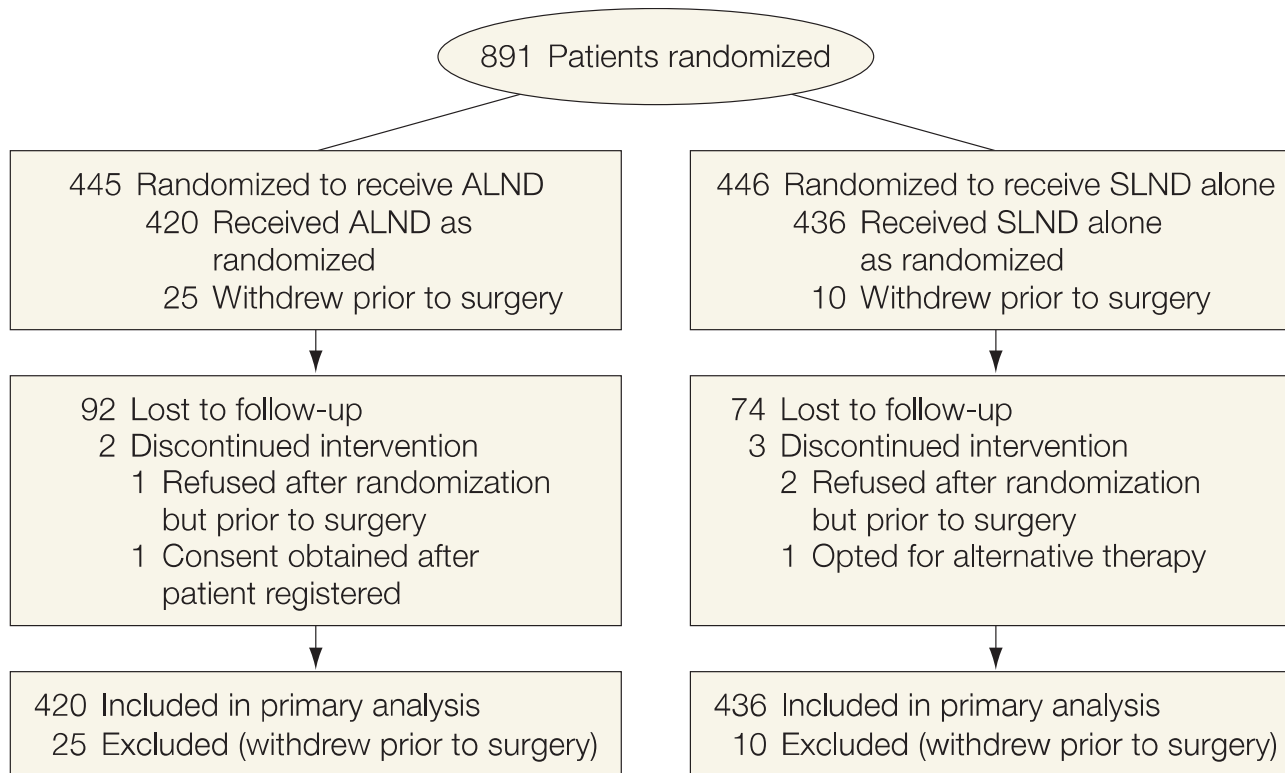 891 Patients randomized
445 Randomized to receive ALND
420 Received ALND as
randomized
25 Withdrew prior to surgery
446 Randomized to receive SLND alone
436 Received SLND alone
as randomized
10 Withdrew prior to surgery
92 Lost to follow-up
2 Discontinued intervention
1 Refused after randomization
but prior to surgery
1 Consent obtained after
patient registered
74 Lost to follow-up
3 Discontinued intervention
2 Refused after randomization
but prior to surgery
1 Opted for alternative therapy
420 Included in primary analysis
25 Excluded (withdrew prior to surgery)
436 Included in primary analysis
10 Excluded (withdrew prior to surgery)